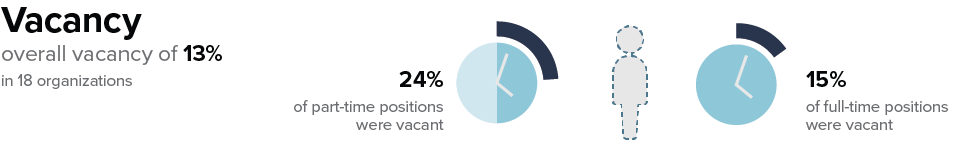 Vacancy
overall vacancy of 13%
in 18 organizations
24%
of part-time positions
were vacant
15%
of full-time positions
were vacant